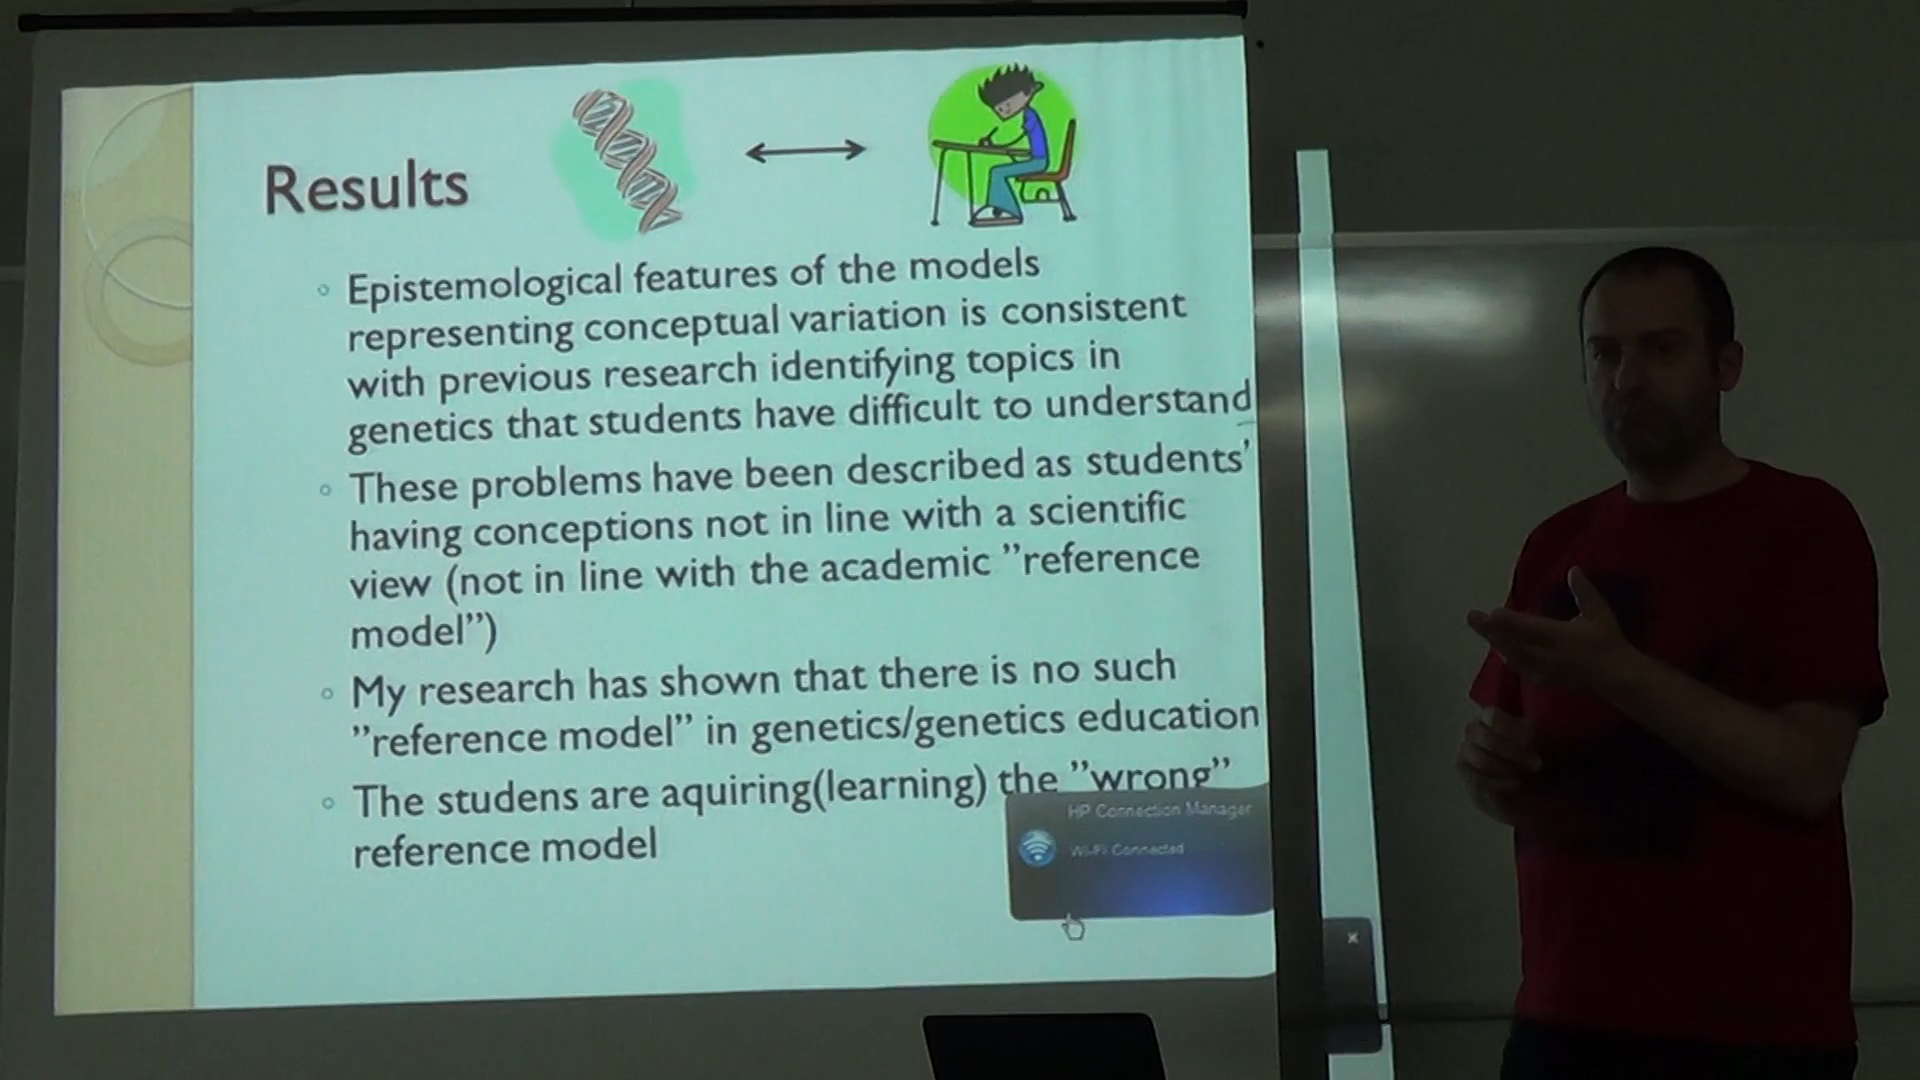 Results
Epistemological features of the models
representing conceptual variation is consistent
with previous research identifying topics in
genetics that students have difficult to understand
These problems have been described as students’
having conceptions not in line with a scientific
view (not in line with the academic ”reference
model”)
My research has shown that there is no such
”reference model” in genetics/genetics education
The studens are aquiring(learning) the ”wrong”
reference model
HP Connection Manager
Wi-Fi Connected